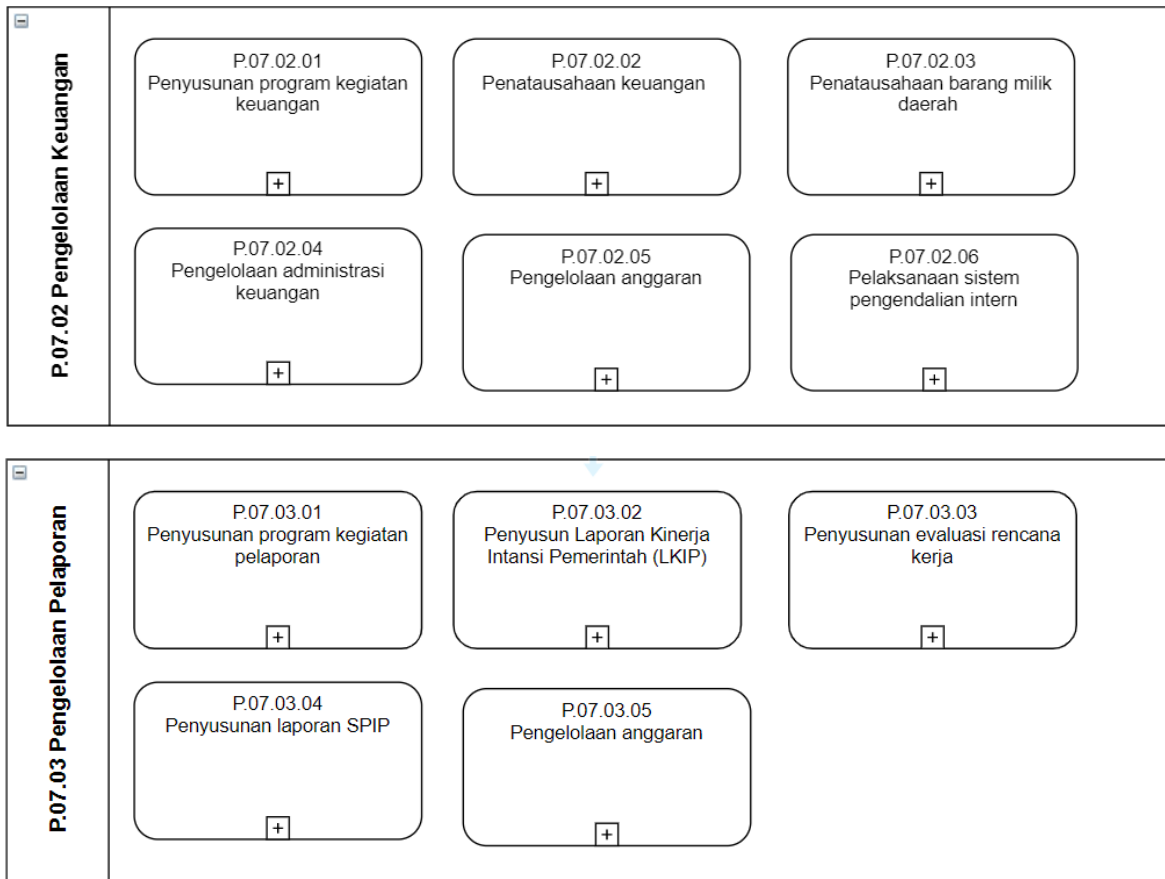 P.07.02 Pengelolaan Keuangan
P.07.02.01
Penyusunan program kegiatan
keuangan
P.07.02.02
Penatausahaan keuangan
P.07.02.03
Penatausahaan barang milik
daerah
P.07.02.04
Pengelolaan administrasi
keuangan
P.07.02.05
Pengelolaan anggaran
P.07.02.06
Pelaksanaan sistem
pengendalian intern
P.07.03 Pengelolaan Pelaporan
P.07.03.01
Penyusunan program kegiatan
pelaporan
P.07.03.02
Penyusun Laporan Kinerja
Intansi Pemerintah (LKIP)
P.07.03.03
Penyusunan evaluasi rencana
kerja
P.07.03.04
Penyusunan laporan SPIP
P.07.03.05
Pengelolaan anggaran